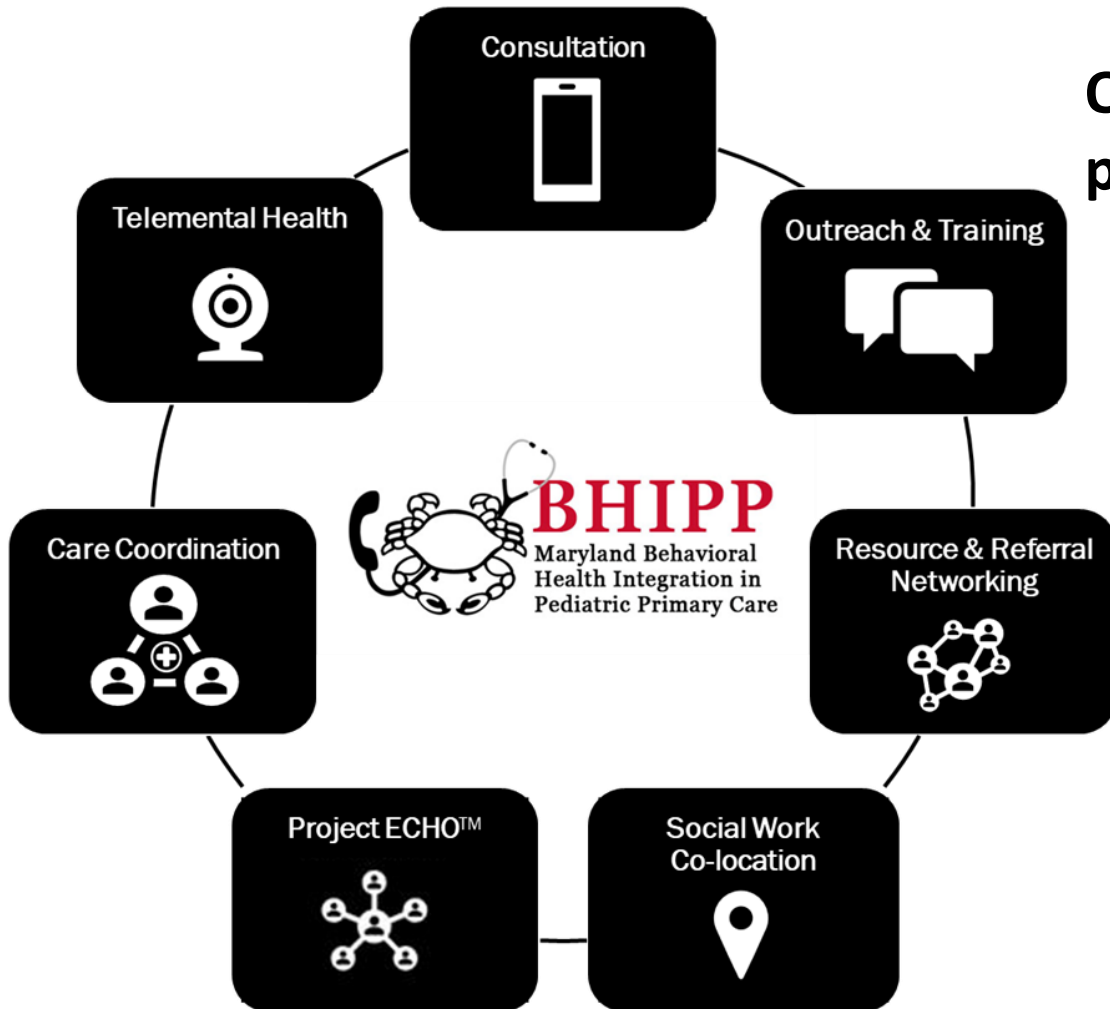 Consultation
Telemental Health
Outreach & Training
BHIPP
Maryland Behavioral
Health Integration in
Pediatric Primary Care
Care Coordination
Resource & Referral
Networking
Project ECHO™
Social Work
Co-location